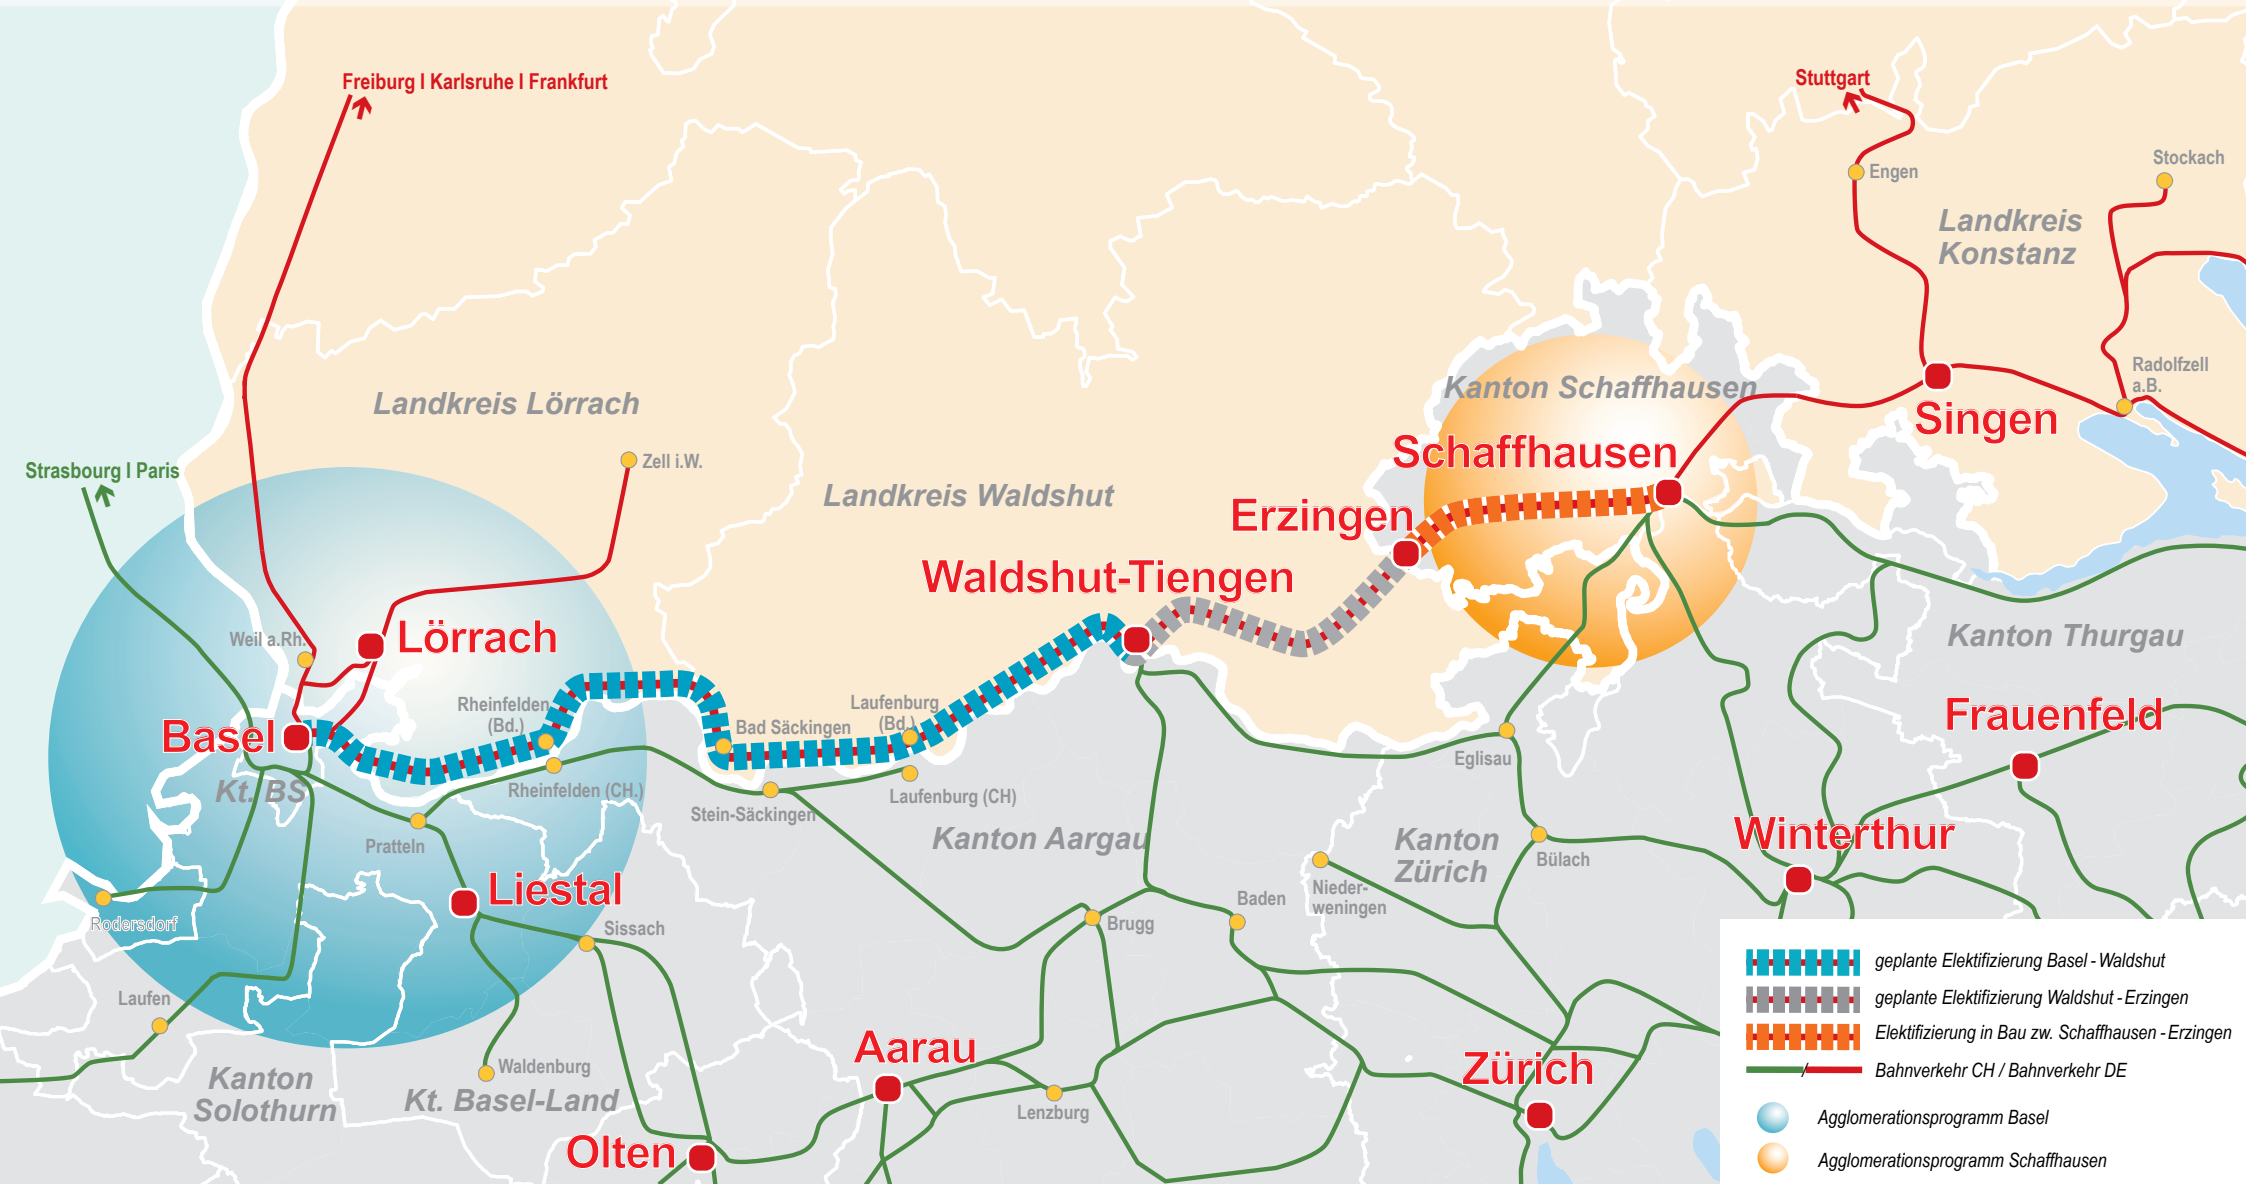 Freiburg I Karlsruhe I Frankfurt
Stuttgart
Stockach
Engen
Landkreis
Konstanz
Radolfzell
a.B.
Kanton Schaffhausen
Landkreis Lörrach
Singen
Schaffhausen
Strasbourg I Paris
Zell i.W.
Landkreis Waldshut
Erzingen
Waldshut-Tiengen
Weil a.Rh.
Lörrach
Kanton Thurgau
Rheinfelden
(Bd.)
Laufenburg
(Bd.)
Bad Säckingen
Frauenfeld
Basel
Eglisau
Kt. BS
Rheinfelden (CH.)
Laufenburg (CH)
Stein-Säckingen
Kanton Aargau
Kanton
Zürich
Winterthur
Pratteln
Bülach
Liestal
Nieder-
weningen
Baden
Rodersdorf
Sissach
Brugg
Laufen
Aarau
Waldenburg
Kanton
Solothurn
Kt. Basel-Land
Lenzburg
Zürich
Olten
geplante Elektifizierung Basel - Waldshut
geplante Elektifizierung Waldshut - Erzingen
Elektifizierung in Bau zw. Schaffhausen - Erzingen
/ Bahnverkehr CH / Bahnverkehr DE
Agglomerationsprogramm Basel
Agglomerationsprogramm Schaffhausen